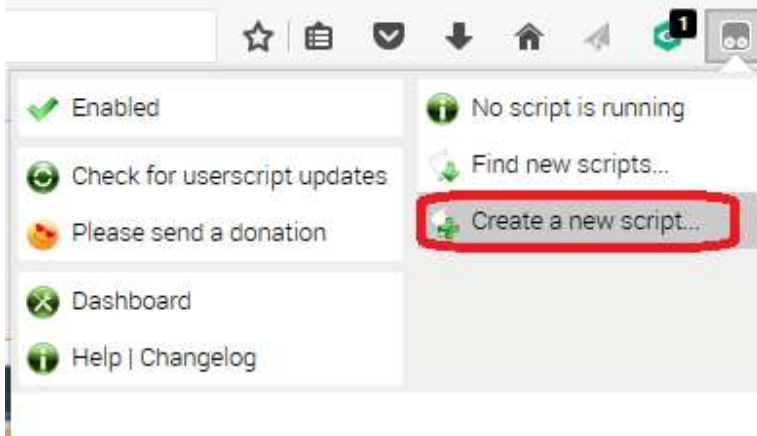 1
Enabled
Check for userscript updates
Please send a donation
Dashboard
Help | Changelog
No script is running
Find new scripts...
Create a new script...